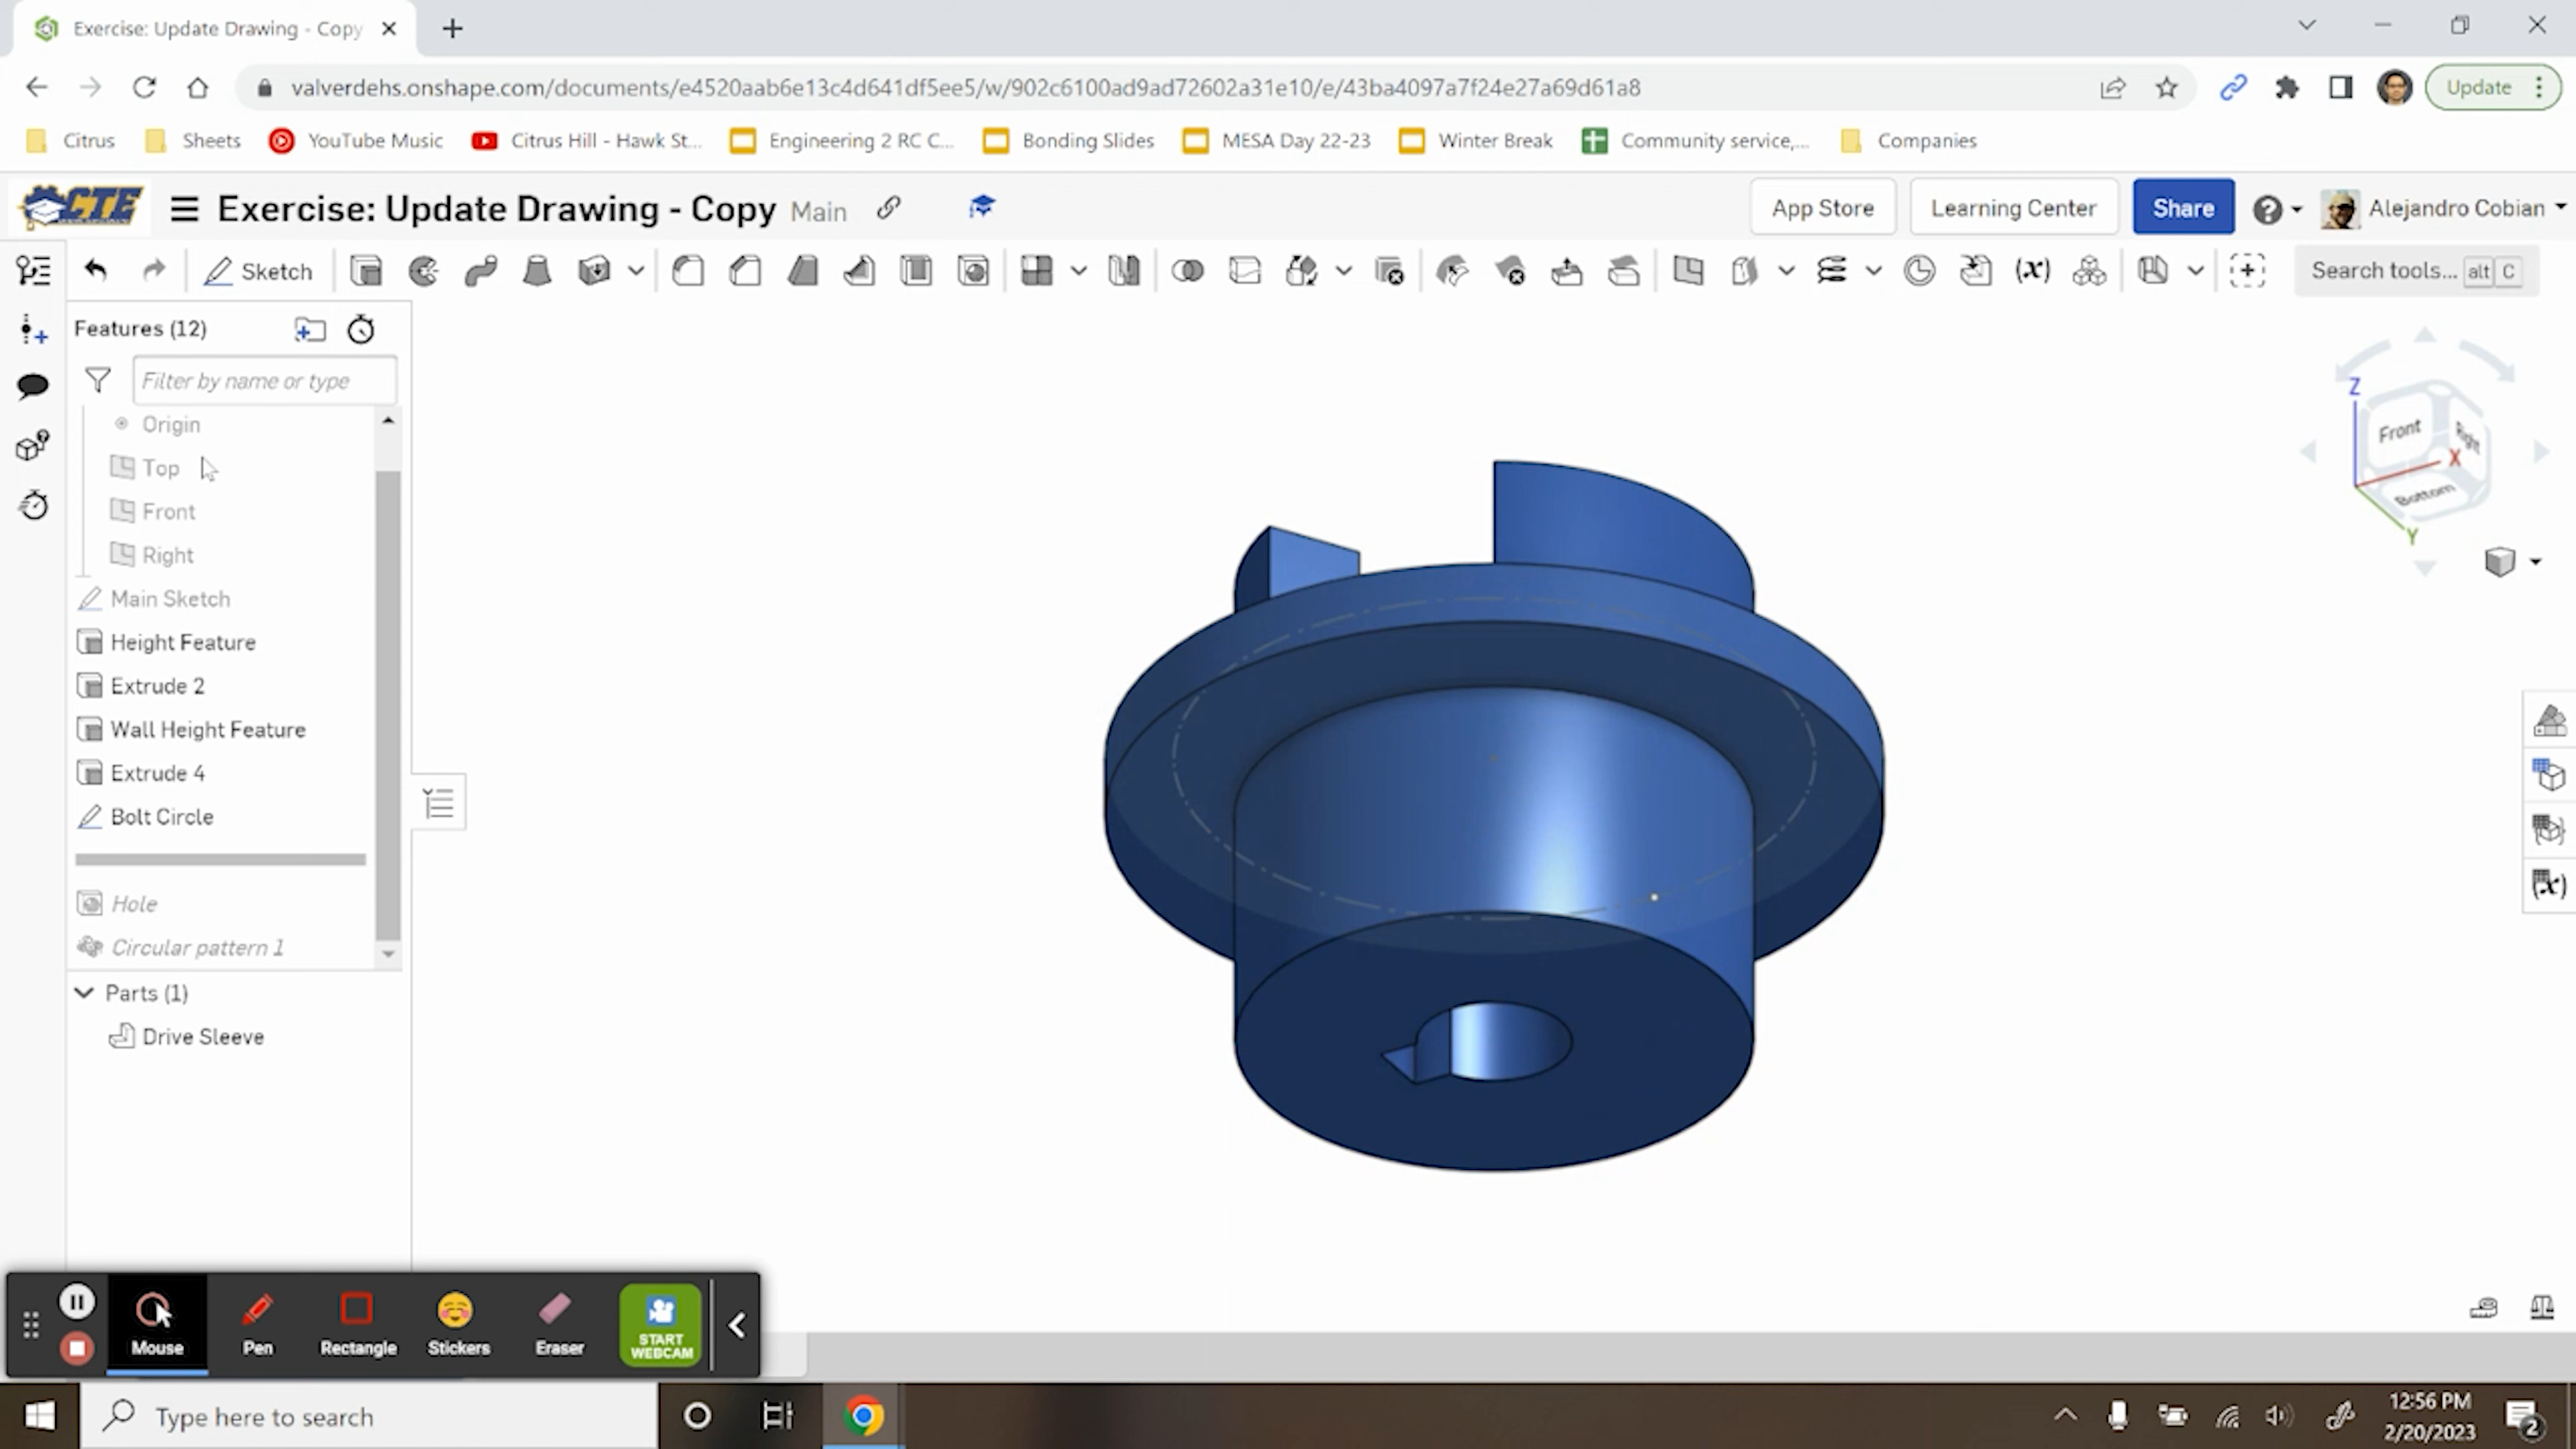 Exercise: Update Drawing - Copy
valverdehs.onshape.com/documents/e4520aab6e13c4d641df5ee5/w/902c6100ad9ad72602a31e10/e/43ba4097a7f24e27a69d61a8
Update
Citrus
Sheets
YouTube Music
Citrus Hill - Hawk St...
Engineering 2 RC C...
Bonding Slides
MESA Day 22-23
Winter Break
Community service,...
Companies
CTE
Exercise: Update Drawing - Copy
Main
App Store
Learning Center
Share
Alejandro Cobian
Sketch
(x)
Search tools...
alt C
Features (12)
Filter by name or type
Origin
Top
Front
Right
Main Sketch
Height Feature
Extrude 2
Wall Height Feature
Extrude 4
Bolt Circle
Hole
Circular pattern 1
Parts (1)
Drive Sleeve
Z
Front
Right
X
Bottom
Y
(x)
Mouse
Pen
Rectangle
Stickers
Eraser
START
WEBCAM
Type here to search
12:56 PM
2/20/2023
2